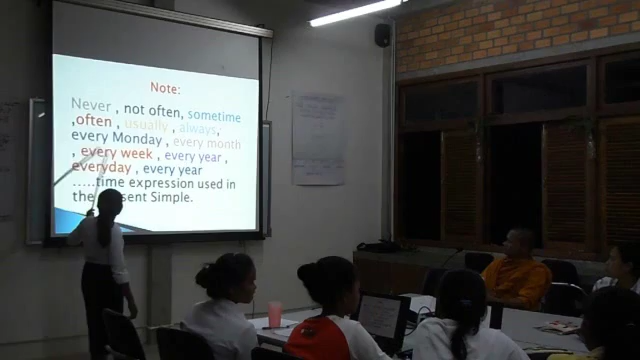 Note:
Never , not often, sometime
,often , usually , always,
every Monday , every month
, every week , every year ,
everyday , every year
.....time expression used in
the Simple.